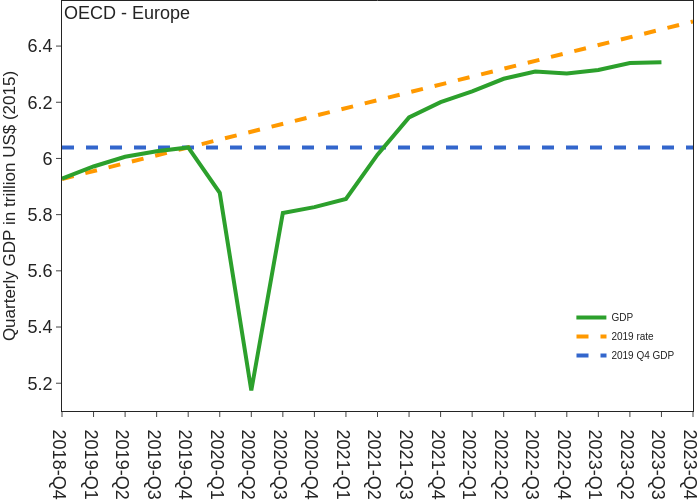 OECD - Europe
Quarterly GDP in trillion US$ (2015)
6.4
6.2
6
5.8
5.6
5.4
5.2
GDP
2019 rate
2019 Q4 GDP
2018-Q4
2019-Q1
2019-Q2
2019-Q3
2019-Q4
2020-Q1
2020-Q2
2020-Q3
2020-Q4
2021-Q1
2021-Q2
2021-Q3
2021-Q4
2022-Q1
2022-Q2
2022-Q3
2022-Q4
2023-Q1
2023-Q2
2023-Q3
2023-Q4